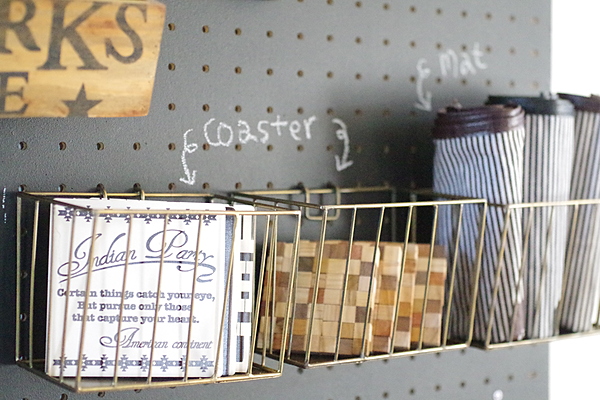 RKS
E
Mat
Coaster
Indian Party
Certain things catch your eye,
But pursue only those
that capture your heart.
American continent